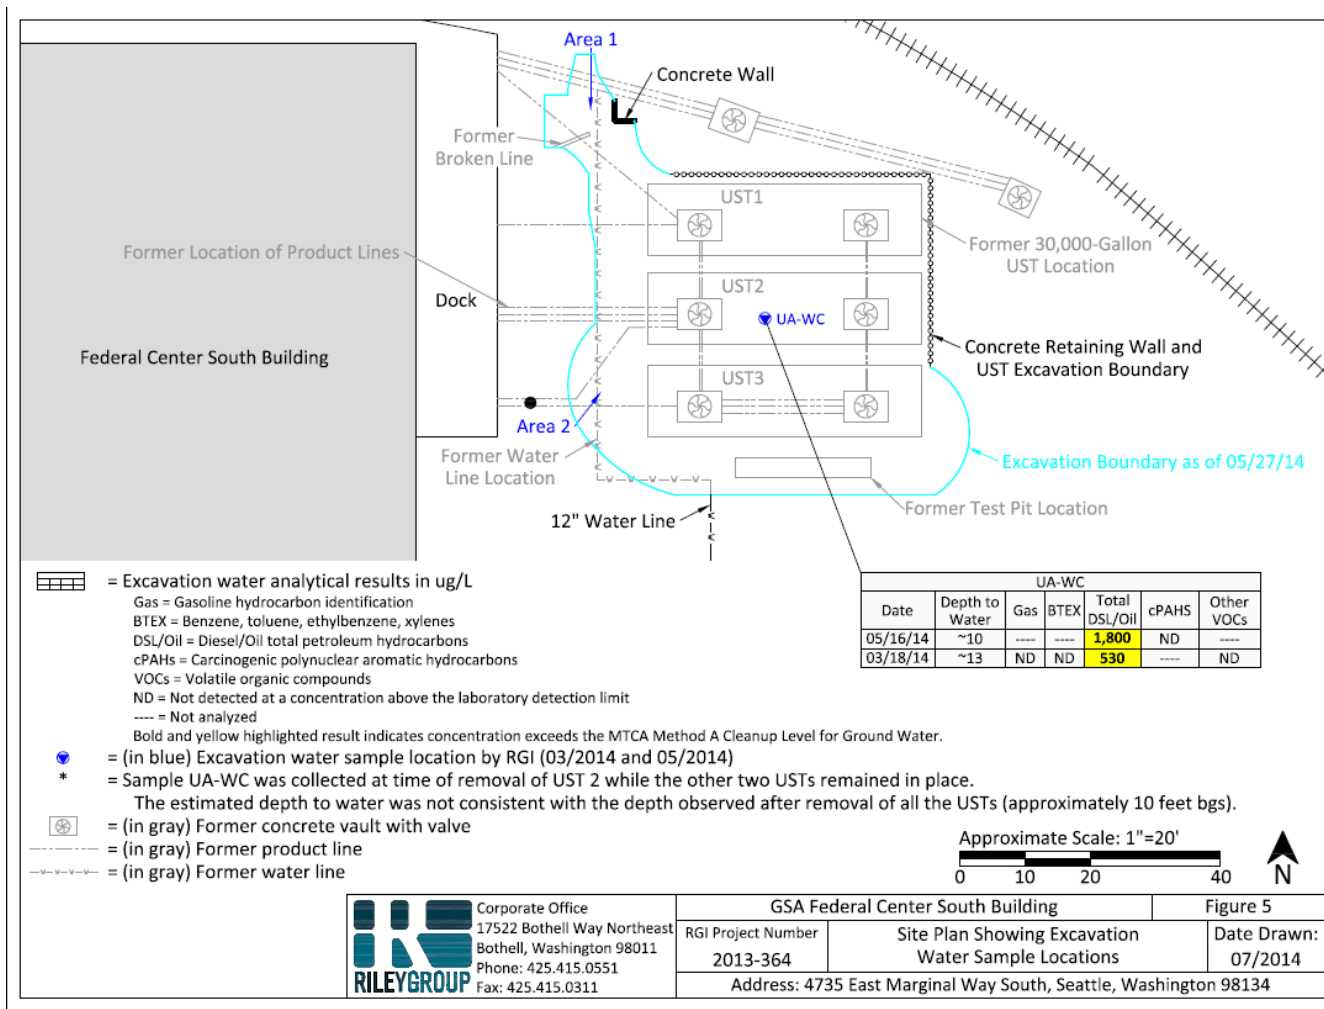 Area 1
Concrete Wall
Former
Broken Line
UST1
Former Location of Product Lines
Former 30,000-Gallon
UST Location
UST2
Dock
UA-WC
Federal Center South Building
Concrete Retaining Wall and
UST Excavation Boundary
UST3
Area 2
Former Water
Line Location
Excavation Boundary as of 05/27/14
Former Test Pit Location
12" Water Line
= Excavation water analytical results in ug/L
Gas = Gasoline hydrocarbon identification
BTEX = Benzene, toluene, ethylbenzene, xylenes
DSL/Oil = Diesel/Oil total petroleum hydrocarbons
cPAHs = Carcinogenic polynuclear aromatic hydrocarbons
VOCs = Volatile organic compounds
ND = Not detected at a concentration above the laboratory detection limit
---- = Not analyzed
Bold and yellow highlighted result indicates concentration exceeds the MTCA Method A Cleanup Level for Ground Water.
UA-WC
Date Depth to Water Gas BTEX Total DSL/Oil cPAHS Other VOCs
05/16/14 ~10 ---- ---- 1,800 ND ----
03/18/14 ~13 ND ND 530 ---- ND
= (in blue) Excavation water sample location by RGI (03/2014 and 05/2014)
* = Sample UA-WC was collected at time of removal of UST 2 while the other two USTs remained in place.
The estimated depth to water was not consistent with the depth observed after removal of all the USTs (approximately 10 feet bgs).
= (in gray) Former concrete vault with valve
= (in gray) Former product line
= (in gray) Former water line
Approximate Scale: 1"=20'
0 10 20 40
N
RILEYGROUP
Corporate Office
17522 Bothell Way Northeast
Bothell, Washington 98011
Phone: 425.415.0551
Fax: 425.415.0311
GSA Federal Center South Building
Figure 5
RGI Project Number
2013-364
Site Plan Showing Excavation
Water Sample Locations
Date Drawn:
07/2014
Address: 4735 East Marginal Way South, Seattle, Washington 98134